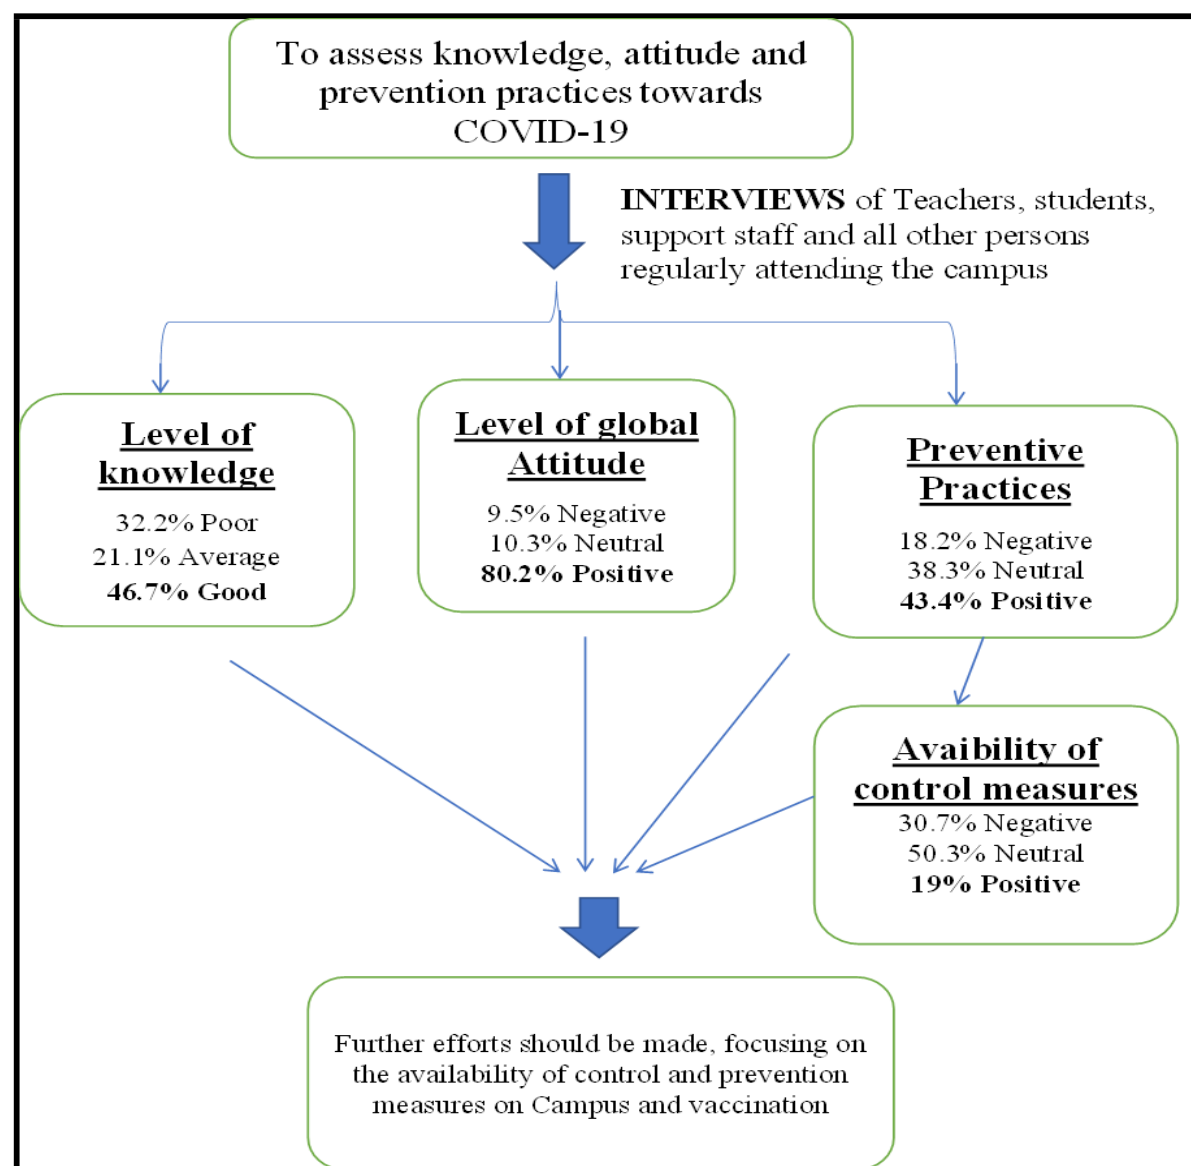 To assess knowledge, attitude and
prevention practices towards
COVID-19
INTERVIEWS of Teachers, students,
support staff and all other persons
regularly attending the campus
Level of
knowledge
32.2% Poor
21.1% Average
46.7% Good
Level of global
Attitude
9.5% Negative
10.3% Neutral
80.2% Positive
Preventive
Practices
18.2% Negative
38.3% Neutral
43.4% Positive
Avaibility of
control measures
30.7% Negative
50.3% Neutral
19% Positive
Further efforts should be made, focusing on
the availability of control and prevention
measures on Campus and vaccination